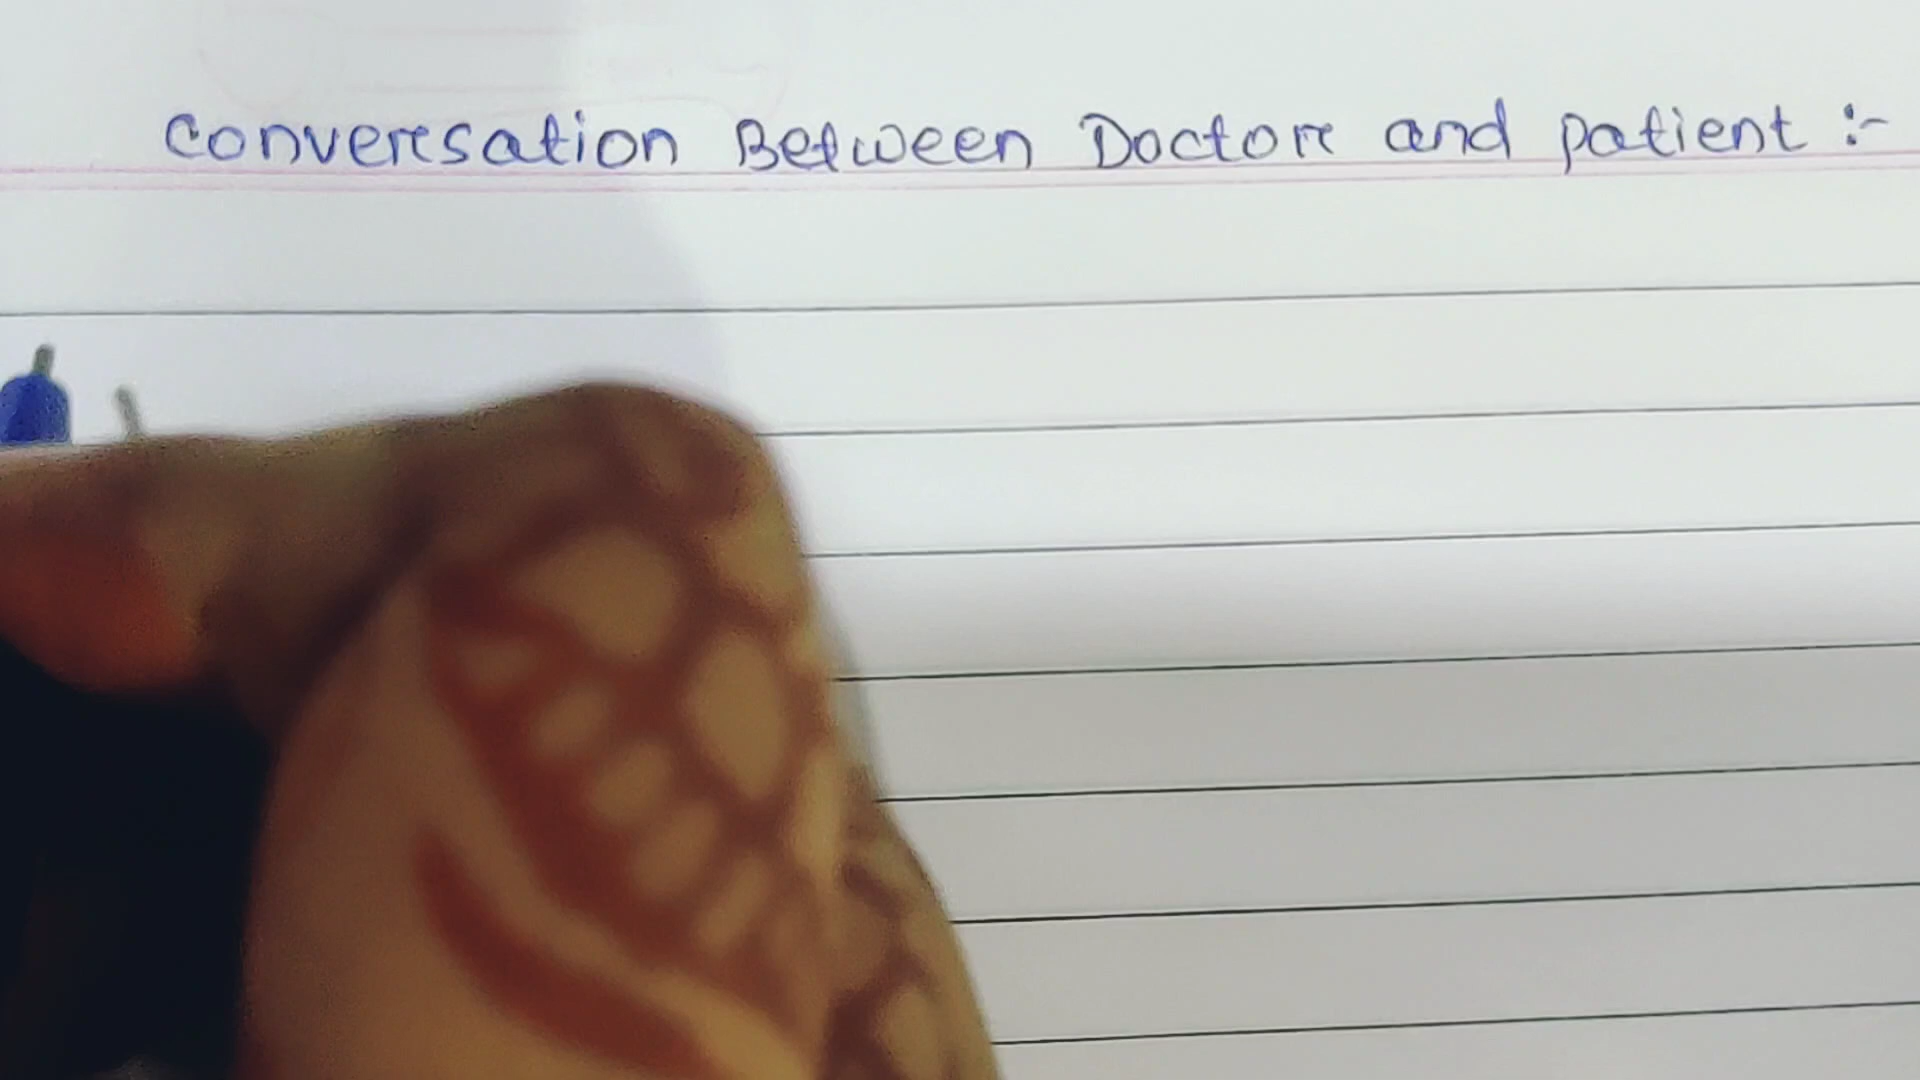 Conversation Between Doctor and patient :-